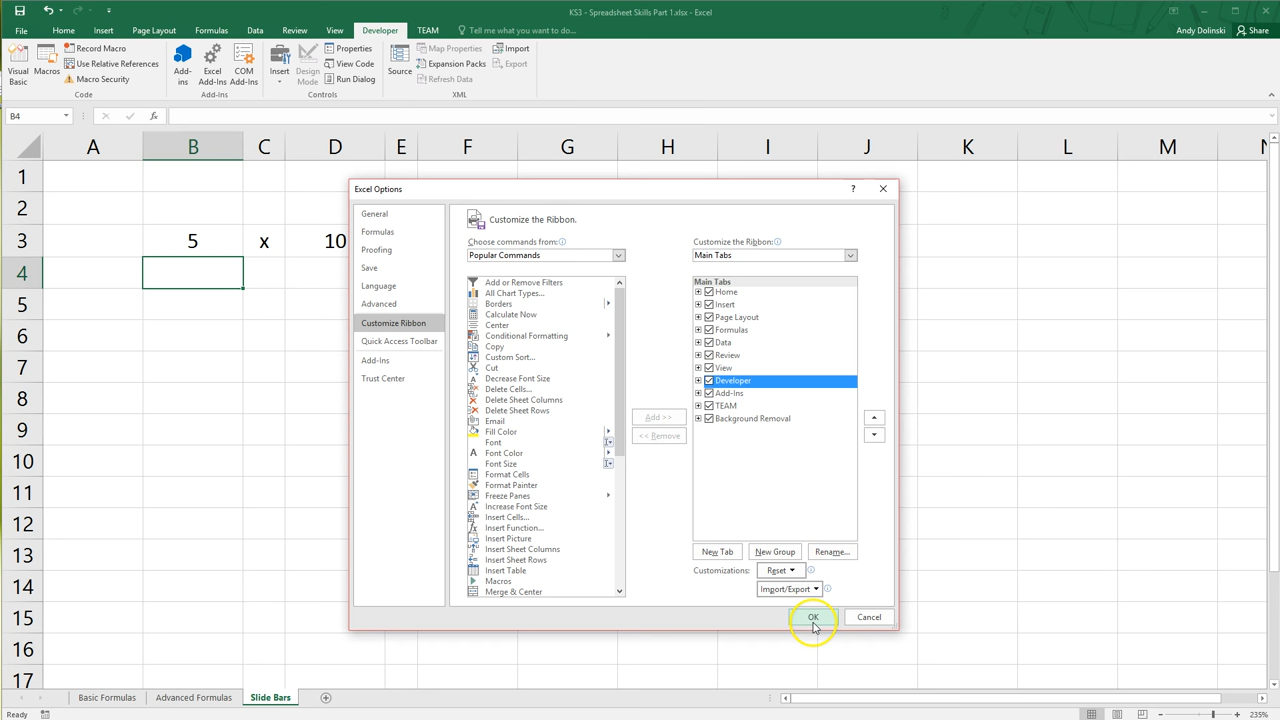 KS3 - Spreadsheet Skills Part 1.xlsx - Excel
File Home Insert Page Layout Formulas Data Review View Developer TEAM Tell me what you want to do... Andy Dolinski Share
Visual Basic
Macros
Record Macro
Use Relative References
Macro Security
Code
Add-ins
Excel Add-Ins
COM Add-Ins
Add-Ins
Insert
Design Mode
Properties
View Code
Run Dialog
Controls
Source
Map Properties
Expansion Packs
Refresh Data
Import
Export
XML
B4 fx
A B C D E F G H I J K L M N
1
2
3 5 x 10
4
5
6
7
8
9
10
11
12
13
14
15
16
17
Excel Options ?
General
Formulas
Proofing
Save
Language
Advanced
Customize Ribbon
Quick Access Toolbar
Add-Ins
Trust Center
Customize the Ribbon.
Choose commands from:
Popular Commands
Add or Remove Filters
All Chart Types...
Borders
Calculate Now
Center
Conditional Formatting
Copy
Custom Sort...
Cut
Decrease Font Size
Delete Cells...
Delete Sheet Columns
Delete Sheet Rows
Email
Fill Color
Font
Font Color
Font Size
Format Cells
Format Painter
Freeze Panes
Increase Font Size
Insert Cells...
Insert Function...
Insert Picture
Insert Sheet Columns
Insert Sheet Rows
Insert Table
Macros
Merge & Center
Add >>
<< Remove
Customize the Ribbon:
Main Tabs
Main Tabs
Home
Insert
Page Layout
Formulas
Data
Review
View
Developer
Add-Ins
TEAM
Background Removal
New Tab New Group Rename...
Customizations: Reset
Import/Export
OK Cancel
Basic Formulas Advanced Formulas Slide Bars
Ready 235%